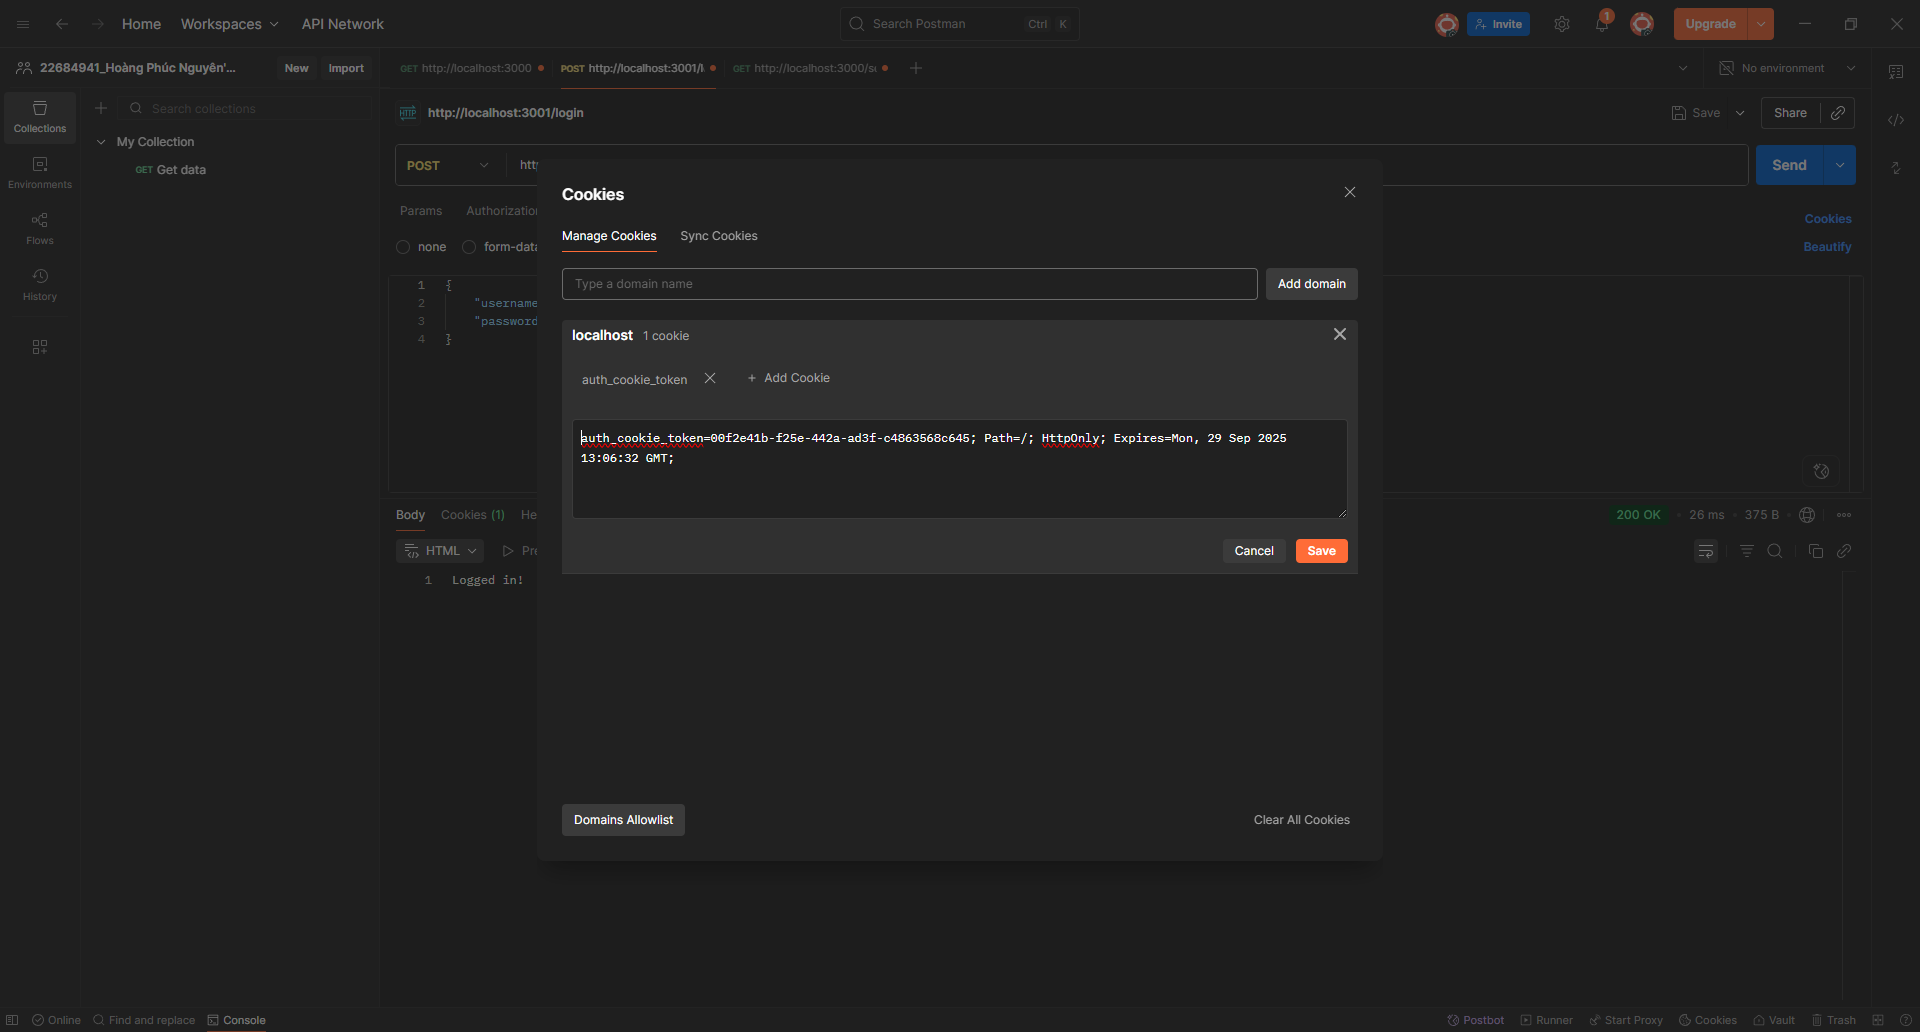 Home Workspaces API Network Search Postman Ctrl K Invite 1 Upgrade
22684941_Hoàng Phúc Nguyên'... New Import GET http://localhost:3000 POST http://localhost:3001/l GET http://localhost:3000/s No environment
Collections
Search collections
My Collection
GET Get data
Environments
Flows
History
HTTP http://localhost:3001/login Save Share
POST htt Send
Params Authorization Cookies
none form-data Beautify
1 {
2 "username
3 "password
4 }
Cookies
Manage Cookies Sync Cookies
Type a domain name Add domain
localhost 1 cookie
auth_cookie_token + Add Cookie
auth_cookie_token=00f2e41b-f25e-442a-ad3f-c4863568c645; Path=/; HttpOnly; Expires=Mon, 29 Sep 2025
13:06:32 GMT;
Cancel Save
Domains Allowlist Clear All Cookies
Body Cookies (1) He 200 OK 26 ms 375 B
HTML Pre
1 Logged in!
Online Find and replace Console Postbot Runner Start Proxy Cookies Vault Trash